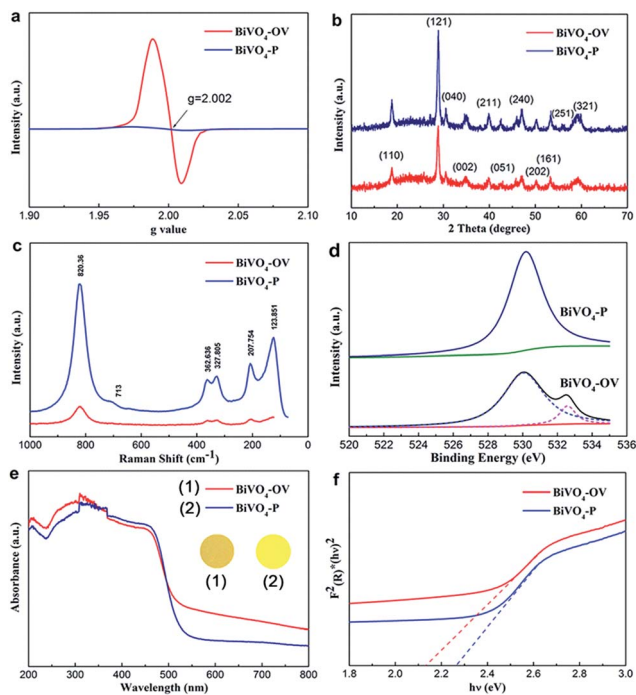 a
BiVO4-OV
BiVO4-P
g=2.002
Intensity (a.u.)
1.90 1.95 2.00 2.05 2.10
g value
b
BiVO4-OV
BiVO4-P
(121)
(040) (211) (240) (251) (321)
(110) (002) (051) (202) (161)
Intensity (a.u.)
10 20 30 40 50 60 70
2 Theta (degree)
c
BiVO4-OV
BiVO4-P
820.36
713
362.636
327.805
207.754
123.851
Intensity (a.u.)
1000 800 600 400 200 0
Raman Shift (cm-1)
d
BiVO4-P
BiVO4-OV
Intensity (a.u.)
520 522 524 526 528 530 532 534 536
Binding Energy (eV)
e
(1) BiVO4-OV
(2) BiVO4-P
(1) (2)
Absorbance (a.u.)
200 300 400 500 600 700 800
Wavelength (nm)
f
BiVO4-OV
BiVO4-P
F2(R)*(hν)2
1.8 2.0 2.2 2.4 2.6 2.8 3.0
hν (eV)